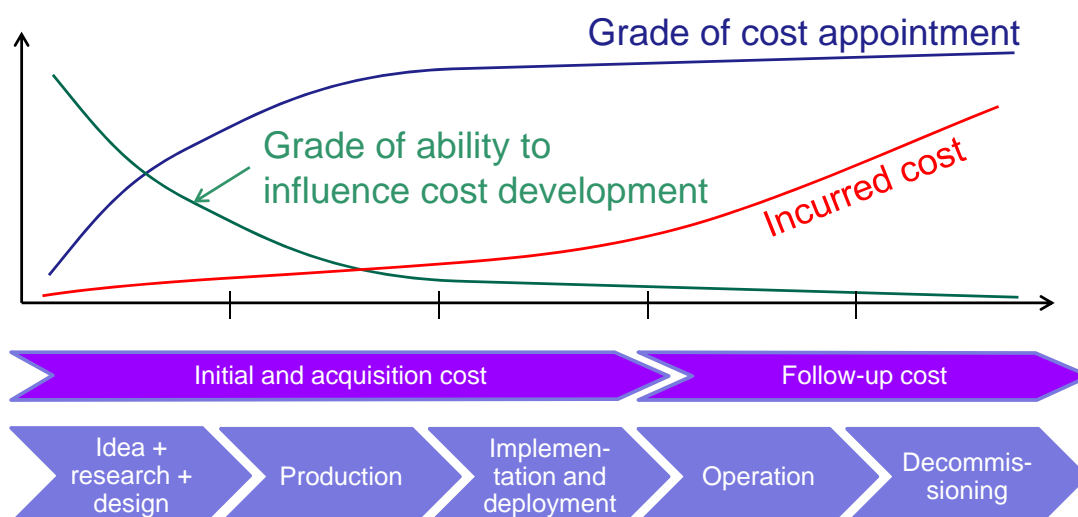 Grade of cost appointment
Grade of ability to
influence cost development
Incurred cost
Initial and acquisition cost
Follow-up cost
Idea +
research +
design
Production
Implemen-
tation and
deployment
Operation
Decommis-
sioning